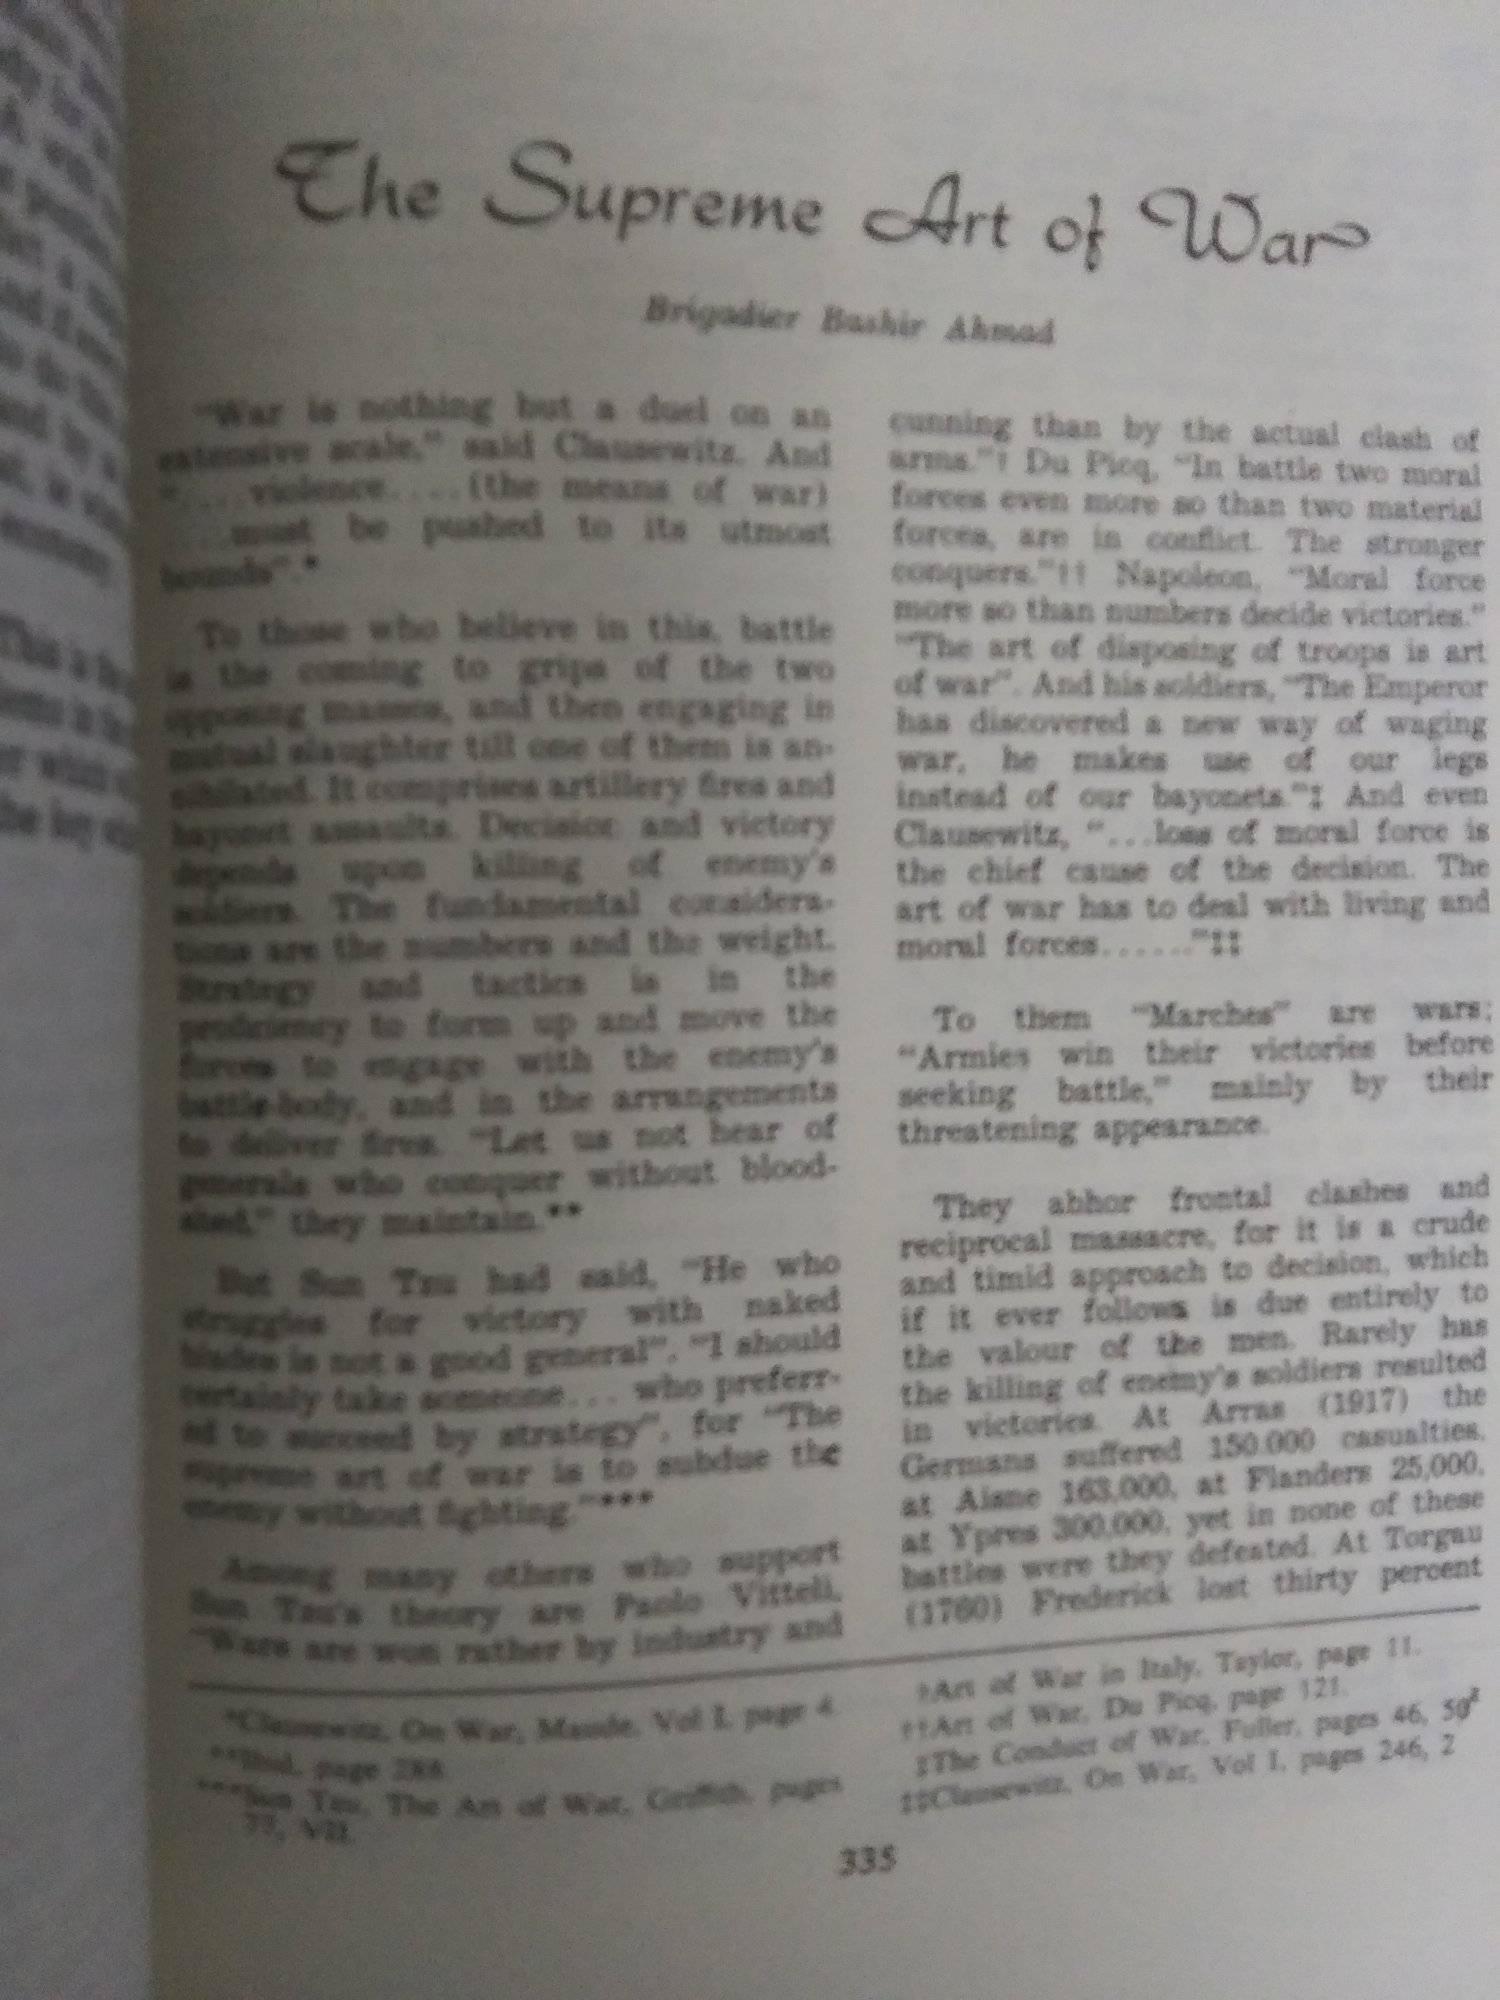 The Supreme Art of War
Brigadier Bashir Ahmad
"War is nothing but a duel on an
extensive scale," said Clausewitz. And
"....violence.....(the means of war)
....must be pushed to its utmost
bounds".*
To those who believe in this, battle
is the coming to grips of the two
opposing masses, and then engaging in
mutual slaughter till one of them is an-
nihilated. It comprises artillery fires and
bayonet assaults. Decision and victory
depends upon killing of enemy's
soldiers. The fundamental considera-
tions are the numbers and the weight.
Strategy and tactics is in the
proficiency to form up and move the
forces to engage with the enemy's
battle-body, and in the arrangements
to deliver fires. "Let us not hear of
generals who conquer without blood-
shed," they maintain.**
But Sun Tzu had said, "He who
struggles for victory with naked
blades is not a good general". "I should
certainly take someone... who preferr-
ed to succeed by strategy", for "The
supreme art of war is to subdue the
enemy without fighting."***
Among many others who support
Sun Tzu's theory are Paolo Vitteli,
"Wars are won rather by industry and
cunning than by the actual clash of
arms."† Du Picq, "In battle two moral
forces even more so than two material
forces, are in conflict. The stronger
conquers."†† Napoleon, "Moral force
more so than numbers decide victories."
"The art of disposing of troops is art
of war". And his soldiers, "The Emperor
has discovered a new way of waging
war, he makes use of our legs
instead of our bayonets."‡ And even
Clausewitz, "...loss of moral force is
the chief cause of the decision. The
art of war has to deal with living and
moral forces......."‡‡
To them "Marches" are wars;
"Armies win their victories before
seeking battle," mainly by their
threatening appearance.
They abhor frontal clashes and
reciprocal massacre, for it is a crude
and timid approach to decision, which
if it ever follows is due entirely to
the valour of the men. Rarely has
the killing of enemy's soldiers resulted
in victories. At Arras (1917) the
Germans suffered 150.000 casualties,
at Aisne 163,000, at Flanders 25,000,
at Ypres 300,000, yet in none of these
battles were they defeated. At Torgau
(1760) Frederick lost thirty percent
*Clausewitz, On War, Maude, Vol I, page 4
**Ibid, page 288
***Sun Tzu, The Art of War, Griffith, pages
77, VII.
†Art of War in Italy, Taylor, page 11.
††Art of War, Du Picq, page 121.
‡The Conduct of War, Fuller, pages 46, 50
‡‡Clausewitz, On War, Vol I, pages 246, 2
335